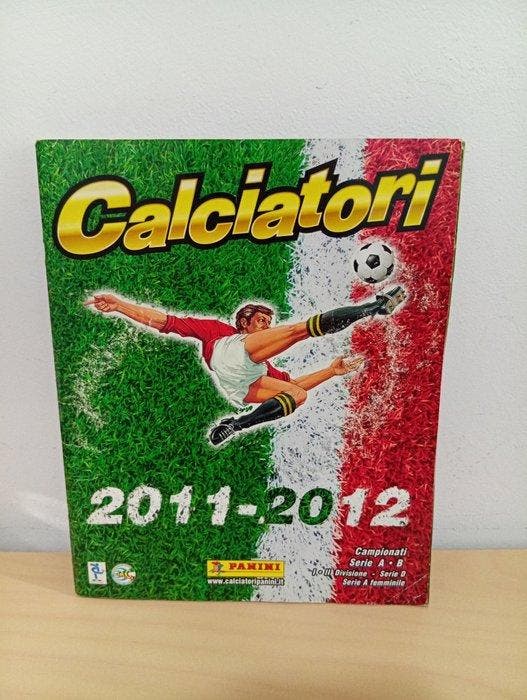 Calciatori
2011-2012
Campionati
Serie A • B
I • II Divisione - Serie D
Serie A femminile
PANINI
www.calciatoripanini.it